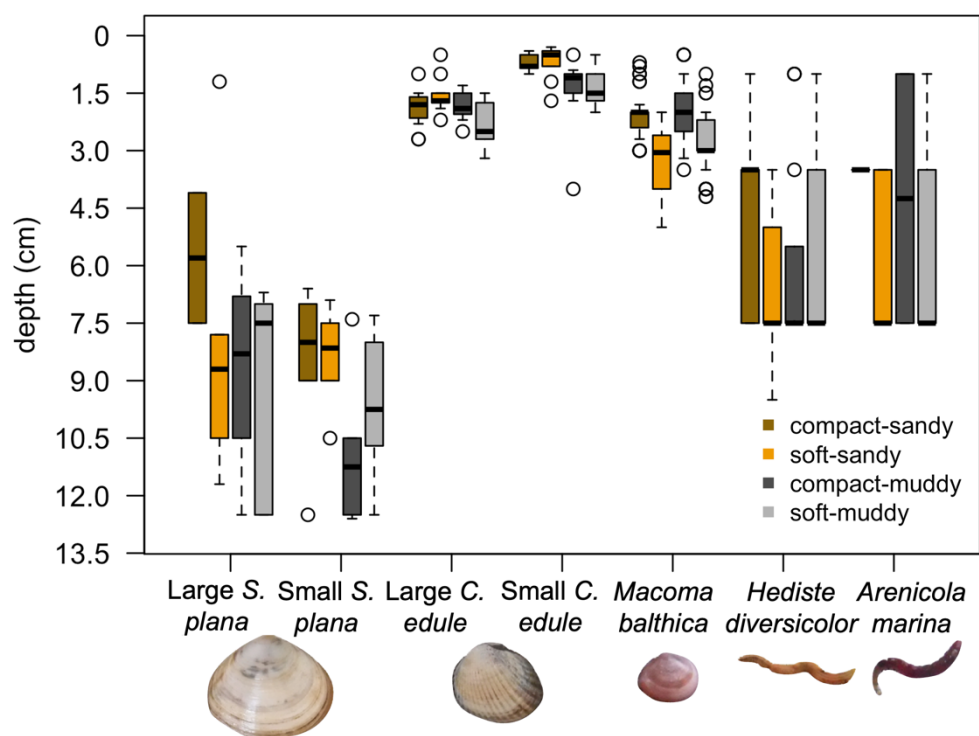 0
1.5
3.0
4.5
6.0
7.5
9.0
10.5
12.0
13.5
depth (cm)
compact-sandy
soft-sandy
compact-muddy
soft-muddy
Large S. plana
Small S. plana
Large C. edule
Small C. edule
Macoma balthica
Hediste diversicolor
Arenicola marina